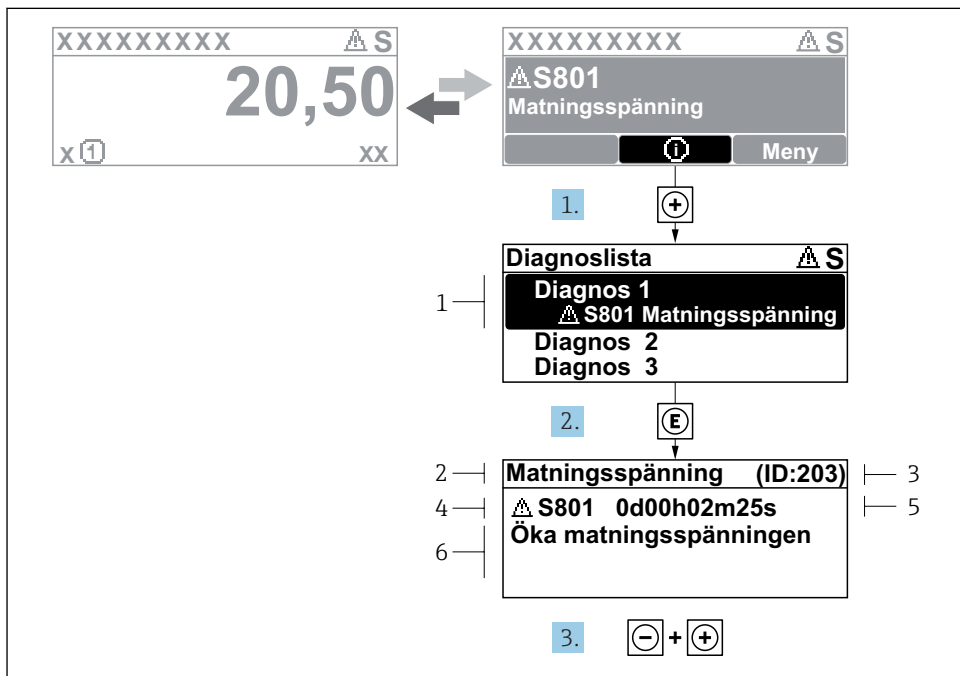 XXXXXXXXX ⚠ S
20,50
x 1 xx
XXXXXXXXX ⚠ S
⚠ S801
Matningsspänning
i Meny
1. +
Diagnoslista ⚠ S
1
Diagnos 1
⚠ S801 Matningsspänning
Diagnos 2
Diagnos 3
2. E
2 Matningsspänning (ID:203) 3
4 ⚠ S801 0d00h02m25s 5
6 Öka matningsspänningen
3. - + +